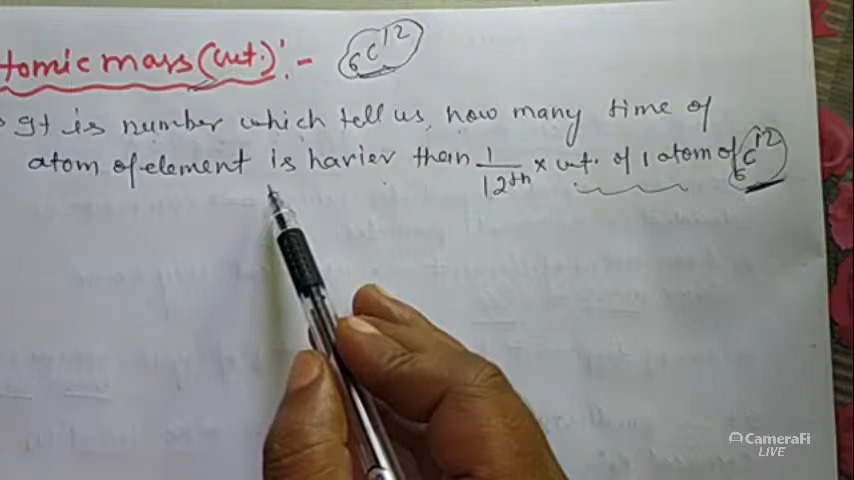 tomic mass (wt.) :- ₆C¹²
It is number which tell us, how many time of
atom of element is havier then 1/12th × wt. of 1 atom of ₆C¹²
CameraFi
LIVE